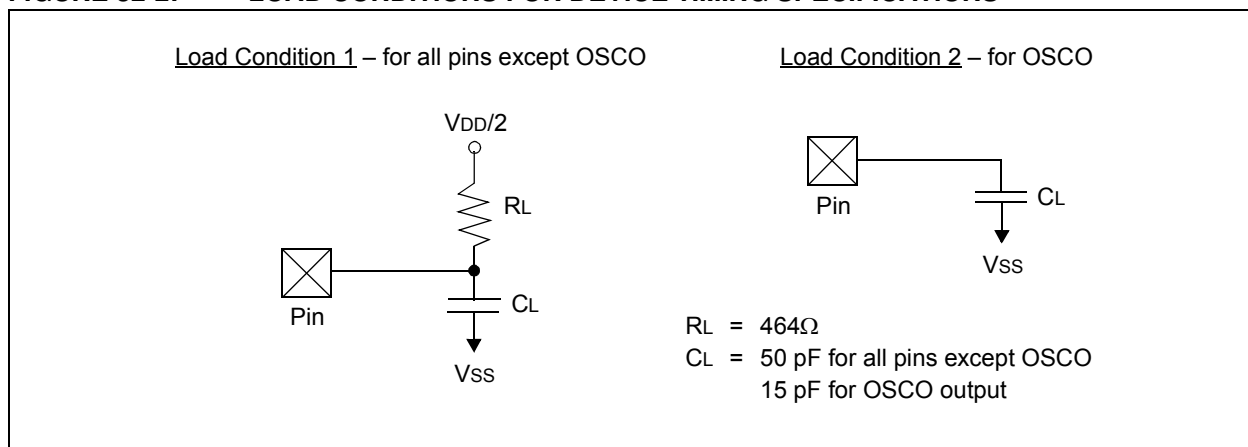 Load Condition 1 – for all pins except OSCO
Load Condition 2 – for OSCO
VDD/2
RL
Pin
CL
VSS
Pin
CL
VSS
RL = 464Ω
CL = 50 pF for all pins except OSCO
15 pF for OSCO output